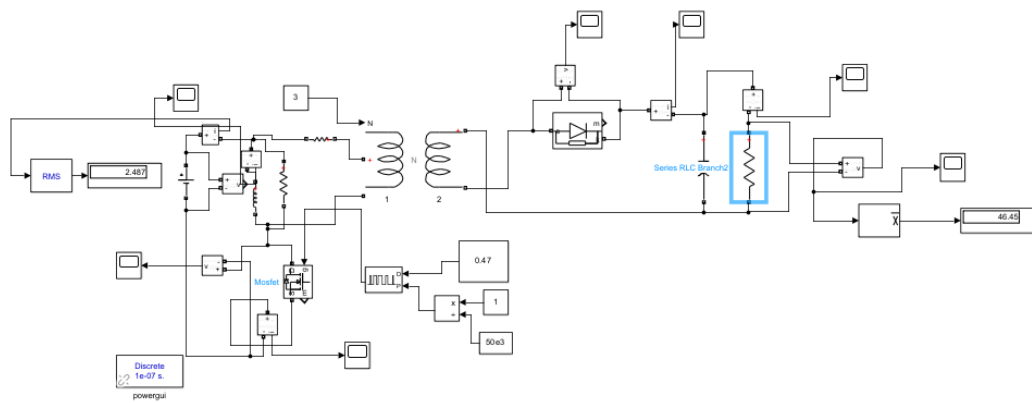 3
N
RMS
2.487
N
1
2
m
Series RLC Branch2
46.45
Mosfet
0.47
D
P
1
50e3
Discrete
1e-07 s.
powergui